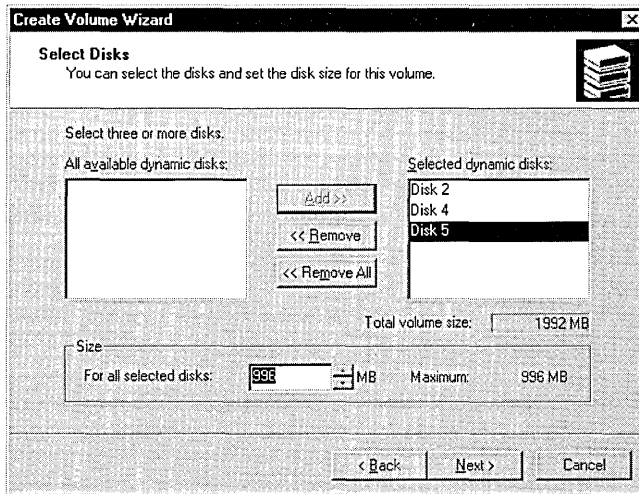 Create Volume Wizard
Select Disks
You can select the disks and set the disk size for this volume.
Select three or more disks.
All available dynamic disks:
Selected dynamic disks:
Add >>
<< Remove
<< Remove All
Disk 2
Disk 4
Disk 5
Total volume size: 1992 MB
Size
For all selected disks: 996 MB Maximum: 996 MB
< Back Next > Cancel